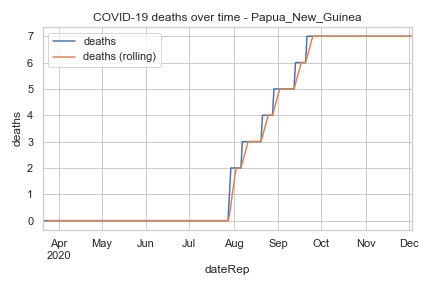 COVID-19 deaths over time - Papua_New_Guinea
deaths
deaths (rolling)
7
6
5
4
3
2
1
0
deaths
Apr May Jun Jul Aug Sep Oct Nov Dec
2020
dateRep